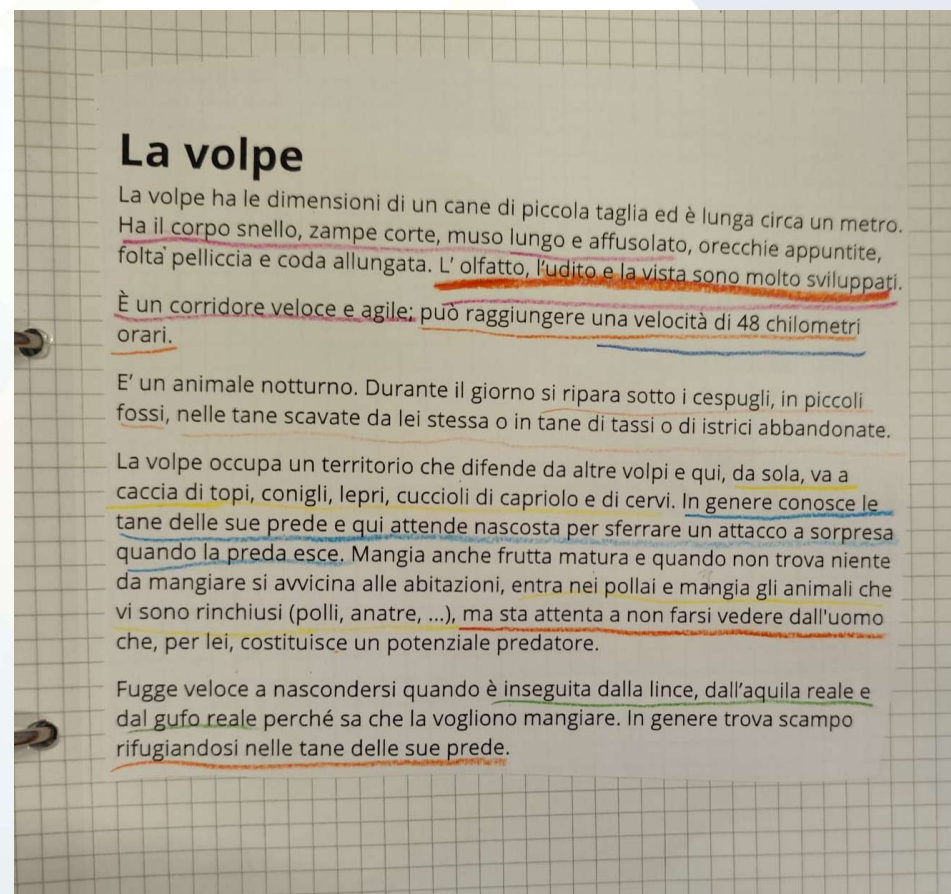 La volpe
La volpe ha le dimensioni di un cane di piccola taglia ed è lunga circa un metro.
Ha il corpo snello, zampe corte, muso lungo e affusolato, orecchie appuntite,
folta pelliccia e coda allungata. L' olfatto, l'udito e la vista sono molto sviluppati.
È un corridore veloce e agile; può raggiungere una velocità di 48 chilometri
orari.
E' un animale notturno. Durante il giorno si ripara sotto i cespugli, in piccoli
fossi, nelle tane scavate da lei stessa o in tane di tassi o di istrici abbandonate.
La volpe occupa un territorio che difende da altre volpi e qui, da sola, va a
caccia di topi, conigli, lepri, cuccioli di capriolo e di cervi. In genere conosce le
tane delle sue prede e qui attende nascosta per sferrare un attacco a sorpresa
quando la preda esce. Mangia anche frutta matura e quando non trova niente
da mangiare si avvicina alle abitazioni, entra nei pollai e mangia gli animali che
vi sono rinchiusi (polli, anatre, ...), ma sta attenta a non farsi vedere dall'uomo
che, per lei, costituisce un potenziale predatore.
Fugge veloce a nascondersi quando è inseguita dalla lince, dall'aquila reale e
dal gufo reale perché sa che la vogliono mangiare. In genere trova scampo
rifugiandosi nelle tane delle sue prede.